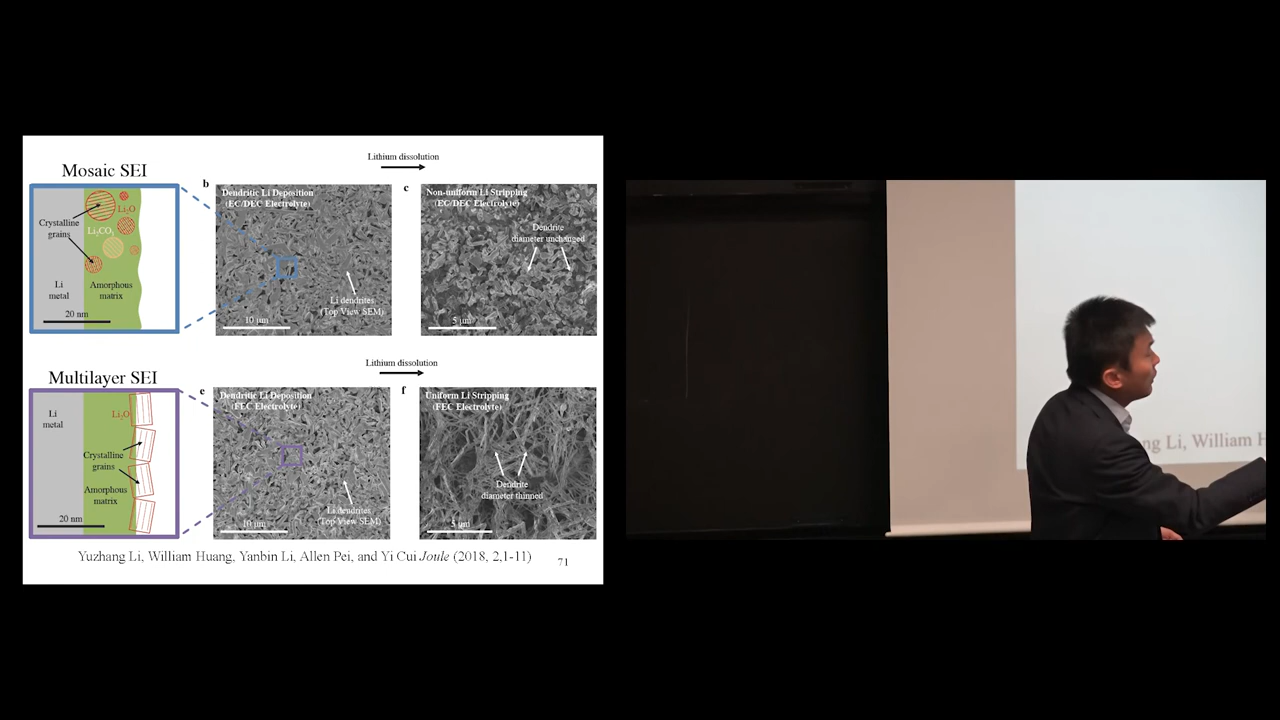 Lithium dissolution
Mosaic SEI
b
Dendritic Li Deposition
(EC/DEC Electrolyte)
c
Non-uniform Li Stripping
(EC/DEC Electrolyte)
Crystalline
grains
Li₂O
Li₂CO₃
Li
metal
Amorphous
matrix
20 nm
Li dendrites
(Top View SEM)
10 µm
Dendrite
diameter unchanged
5 µm
Lithium dissolution
Multilayer SEI
e
Dendritic Li Deposition
(FEC Electrolyte)
f
Uniform Li Stripping
(FEC Electrolyte)
Li
metal
Li₂O
Crystalline
grains
Amorphous
matrix
20 nm
Li dendrites
(Top View SEM)
10 µm
Dendrite
diameter thinned
5 µm
Yuzhang Li, William Huang, Yanbin Li, Allen Pei, and Yi Cui Joule (2018, 2,1-11)
71
ng Li, William H